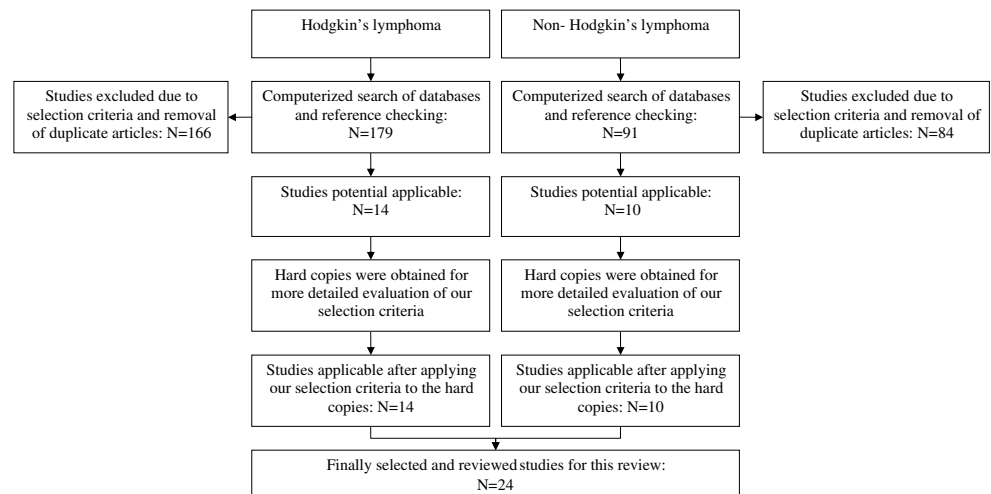 Hodgkin's lymphoma
Non- Hodgkin's lymphoma
Studies excluded due to
selection criteria and removal
of duplicate articles: N=166
Computerized search of databases
and reference checking:
N=179
Computerized search of databases
and reference checking:
N=91
Studies excluded due to
selection criteria and removal
of duplicate articles: N=84
Studies potential applicable:
N=14
Studies potential applicable:
N=10
Hard copies were obtained for
more detailed evaluation of our
selection criteria
Hard copies were obtained for
more detailed evaluation of our
selection criteria
Studies applicable after applying
our selection criteria to the hard
copies: N=14
Studies applicable after applying
our selection criteria to the hard
copies: N=10
Finally selected and reviewed studies for this review:
N=24